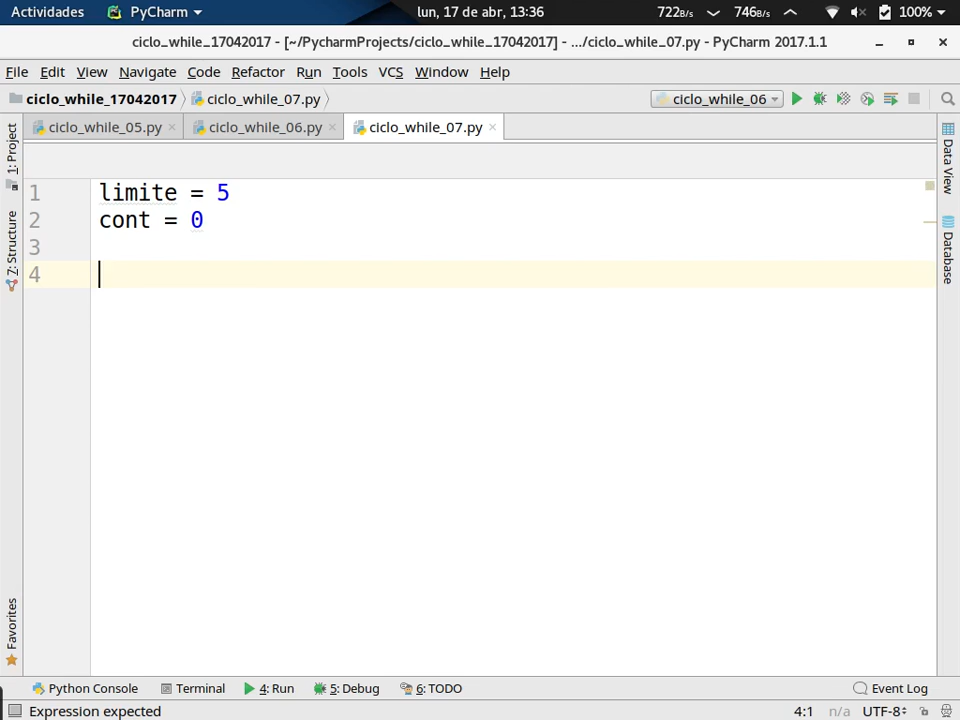 Actividades PyCharm lun, 17 de abr, 13:36 722B/s 746B/s 100%
ciclo_while_17042017 - [~/PycharmProjects/ciclo_while_17042017] - .../ciclo_while_07.py - PyCharm 2017.1.1
File Edit View Navigate Code Refactor Run Tools VCS Window Help
ciclo_while_17042017 ciclo_while_07.py ciclo_while_06
ciclo_while_05.py ciclo_while_06.py ciclo_while_07.py
1: Project
7: Structure
Favorites
1 limite = 5
2 cont = 0
3
4
Data View
Database
Python Console Terminal 4: Run 5: Debug 6: TODO Event Log
Expression expected 4:1 n/a UTF-8